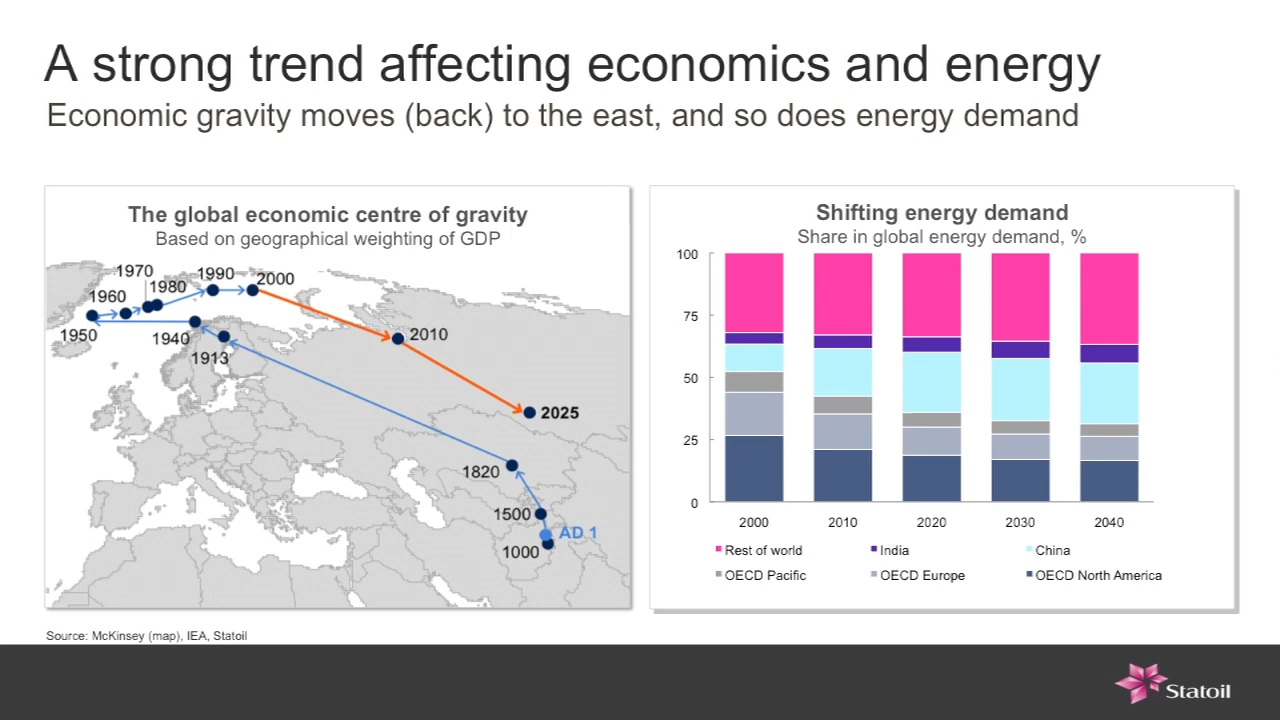 A strong trend affecting economics and energy
Economic gravity moves (back) to the east, and so does energy demand
The global economic centre of gravity
Based on geographical weighting of GDP
1970
1990
2000
1960
1980
1950
1940
1913
2010
2025
1820
1500
AD 1
1000
Shifting energy demand
Share in global energy demand, %
100
75
50
25
0
2000 2010 2020 2030 2040
Rest of world India China
OECD Pacific OECD Europe OECD North America
Source: McKinsey (map), IEA, Statoil
Statoil